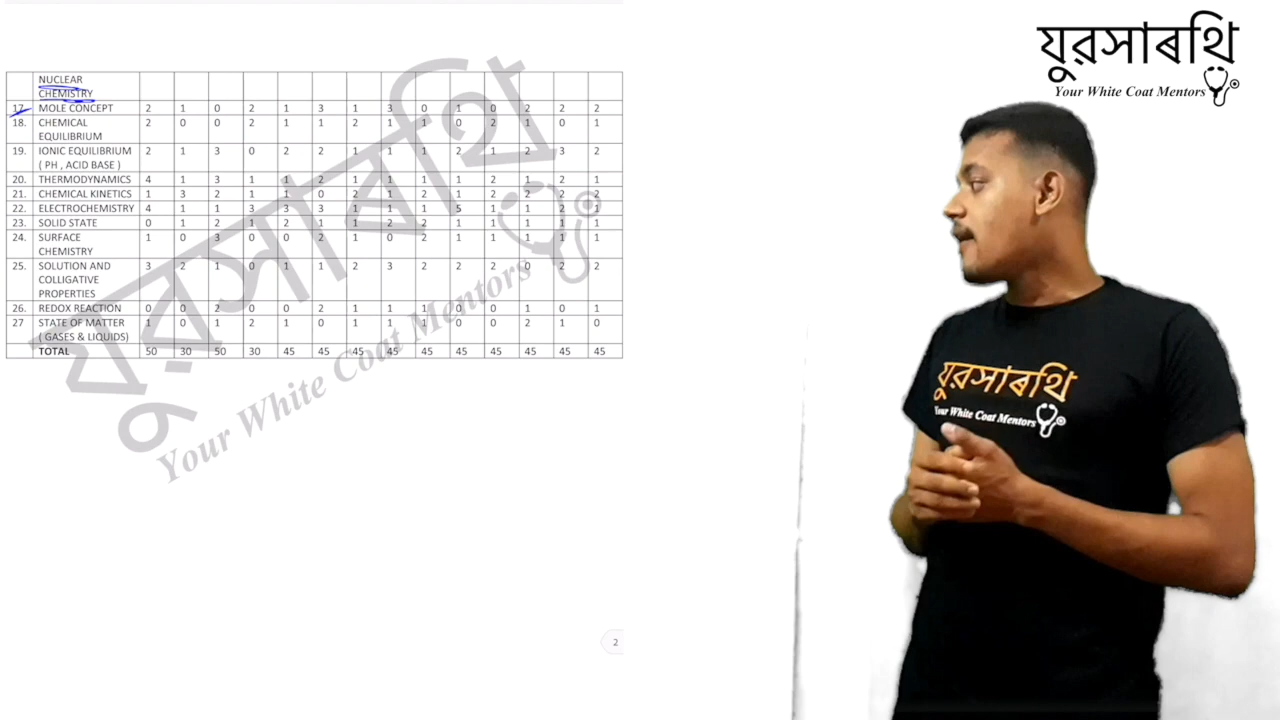 যুৱসাৰথি
Your White Coat Mentors
NUCLEAR
CHEMISTRY
17. MOLE CONCEPT 2 1 0 2 1 3 1 3 0 1 0 2 2 2
18. CHEMICAL 2 0 0 2 1 1 2 1 1 0 2 1 0 1
EQUILIBRIUM
19. IONIC EQUILIBRIUM 2 1 3 0 2 2 1 1 1 2 1 2 3 2
( PH , ACID BASE )
20. THERMODYNAMICS 4 1 3 1 1 2 1 1 1 1 2 1 2 1
21. CHEMICAL KINETICS 1 3 2 1 1 0 2 1 2 1 2 2 2 2
22. ELECTROCHEMISTRY 4 1 1 3 3 3 1 1 1 5 1 1 2 1
23. SOLID STATE 0 1 2 1 2 1 1 2 2 1 1 1 1 1
24. SURFACE 1 0 3 0 0 2 1 0 2 1 1 1 1 1
CHEMISTRY
25. SOLUTION AND 3 2 1 0 1 1 2 3 2 2 2 0 2 2
COLLIGATIVE
PROPERTIES
26. REDOX REACTION 0 0 2 0 0 2 1 1 1 0 0 1 0 1
27 STATE OF MATTER 1 0 1 2 1 0 1 1 1 0 0 2 1 0
( GASES & LIQUIDS)
TOTAL 50 30 50 30 45 45 45 45 45 45 45 45 45 45
যুৱসাৰথি
Your White Coat Mentors
যুৱসাৰথি
Your White Coat Mentors
2